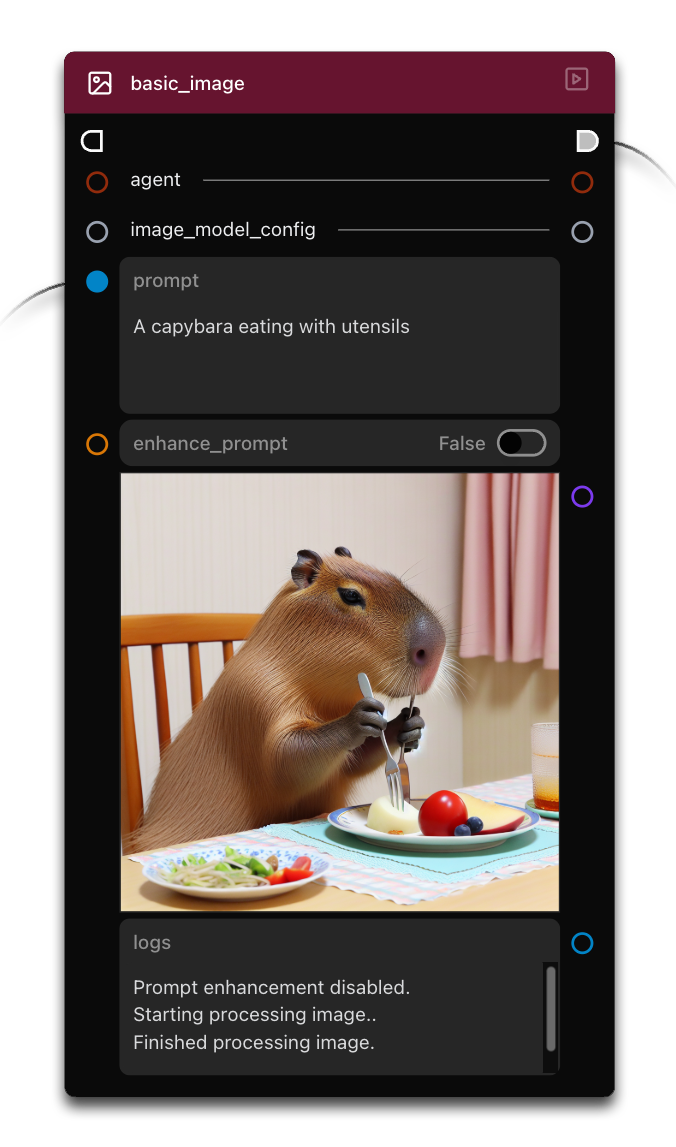 basic_image
agent
image_model_config
prompt
A capybara eating with utensils
enhance_prompt False
logs
Prompt enhancement disabled.
Starting processing image..
Finished processing image.